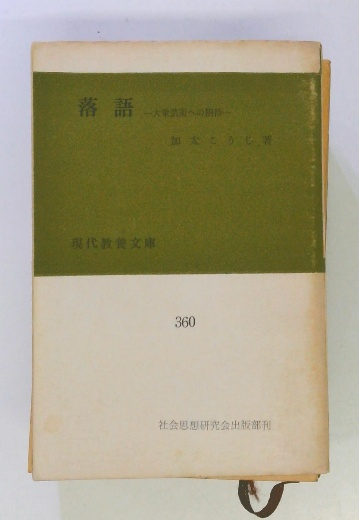 落語 —大衆芸術への招待—
加太こうじ 著
現代教養文庫
360
社会思想研究会出版部刊